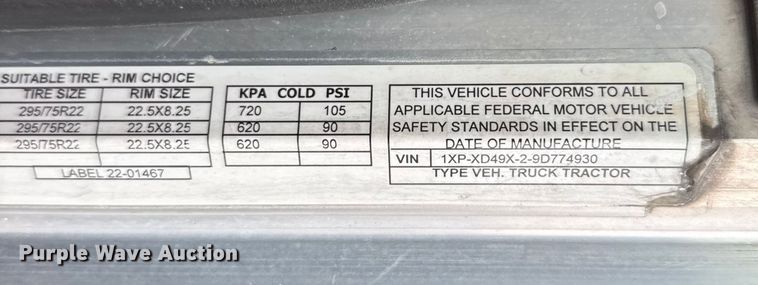 SUITABLE TIRE - RIM CHOICE
TIRE SIZE RIM SIZE KPA COLD PSI
295/75R22 22.5X8.25 720 105
295/75R22 22.5X8.25 620 90
295/75R22 22.5X8.25 620 90
LABEL 22-01467
THIS VEHICLE CONFORMS TO ALL
APPLICABLE FEDERAL MOTOR VEHICLE
SAFETY STANDARDS IN EFFECT ON THE
DATE OF MANUFACTURE
VIN 1XP-XD49X-2-9D774930
TYPE VEH. TRUCK TRACTOR
Purple Wave Auction